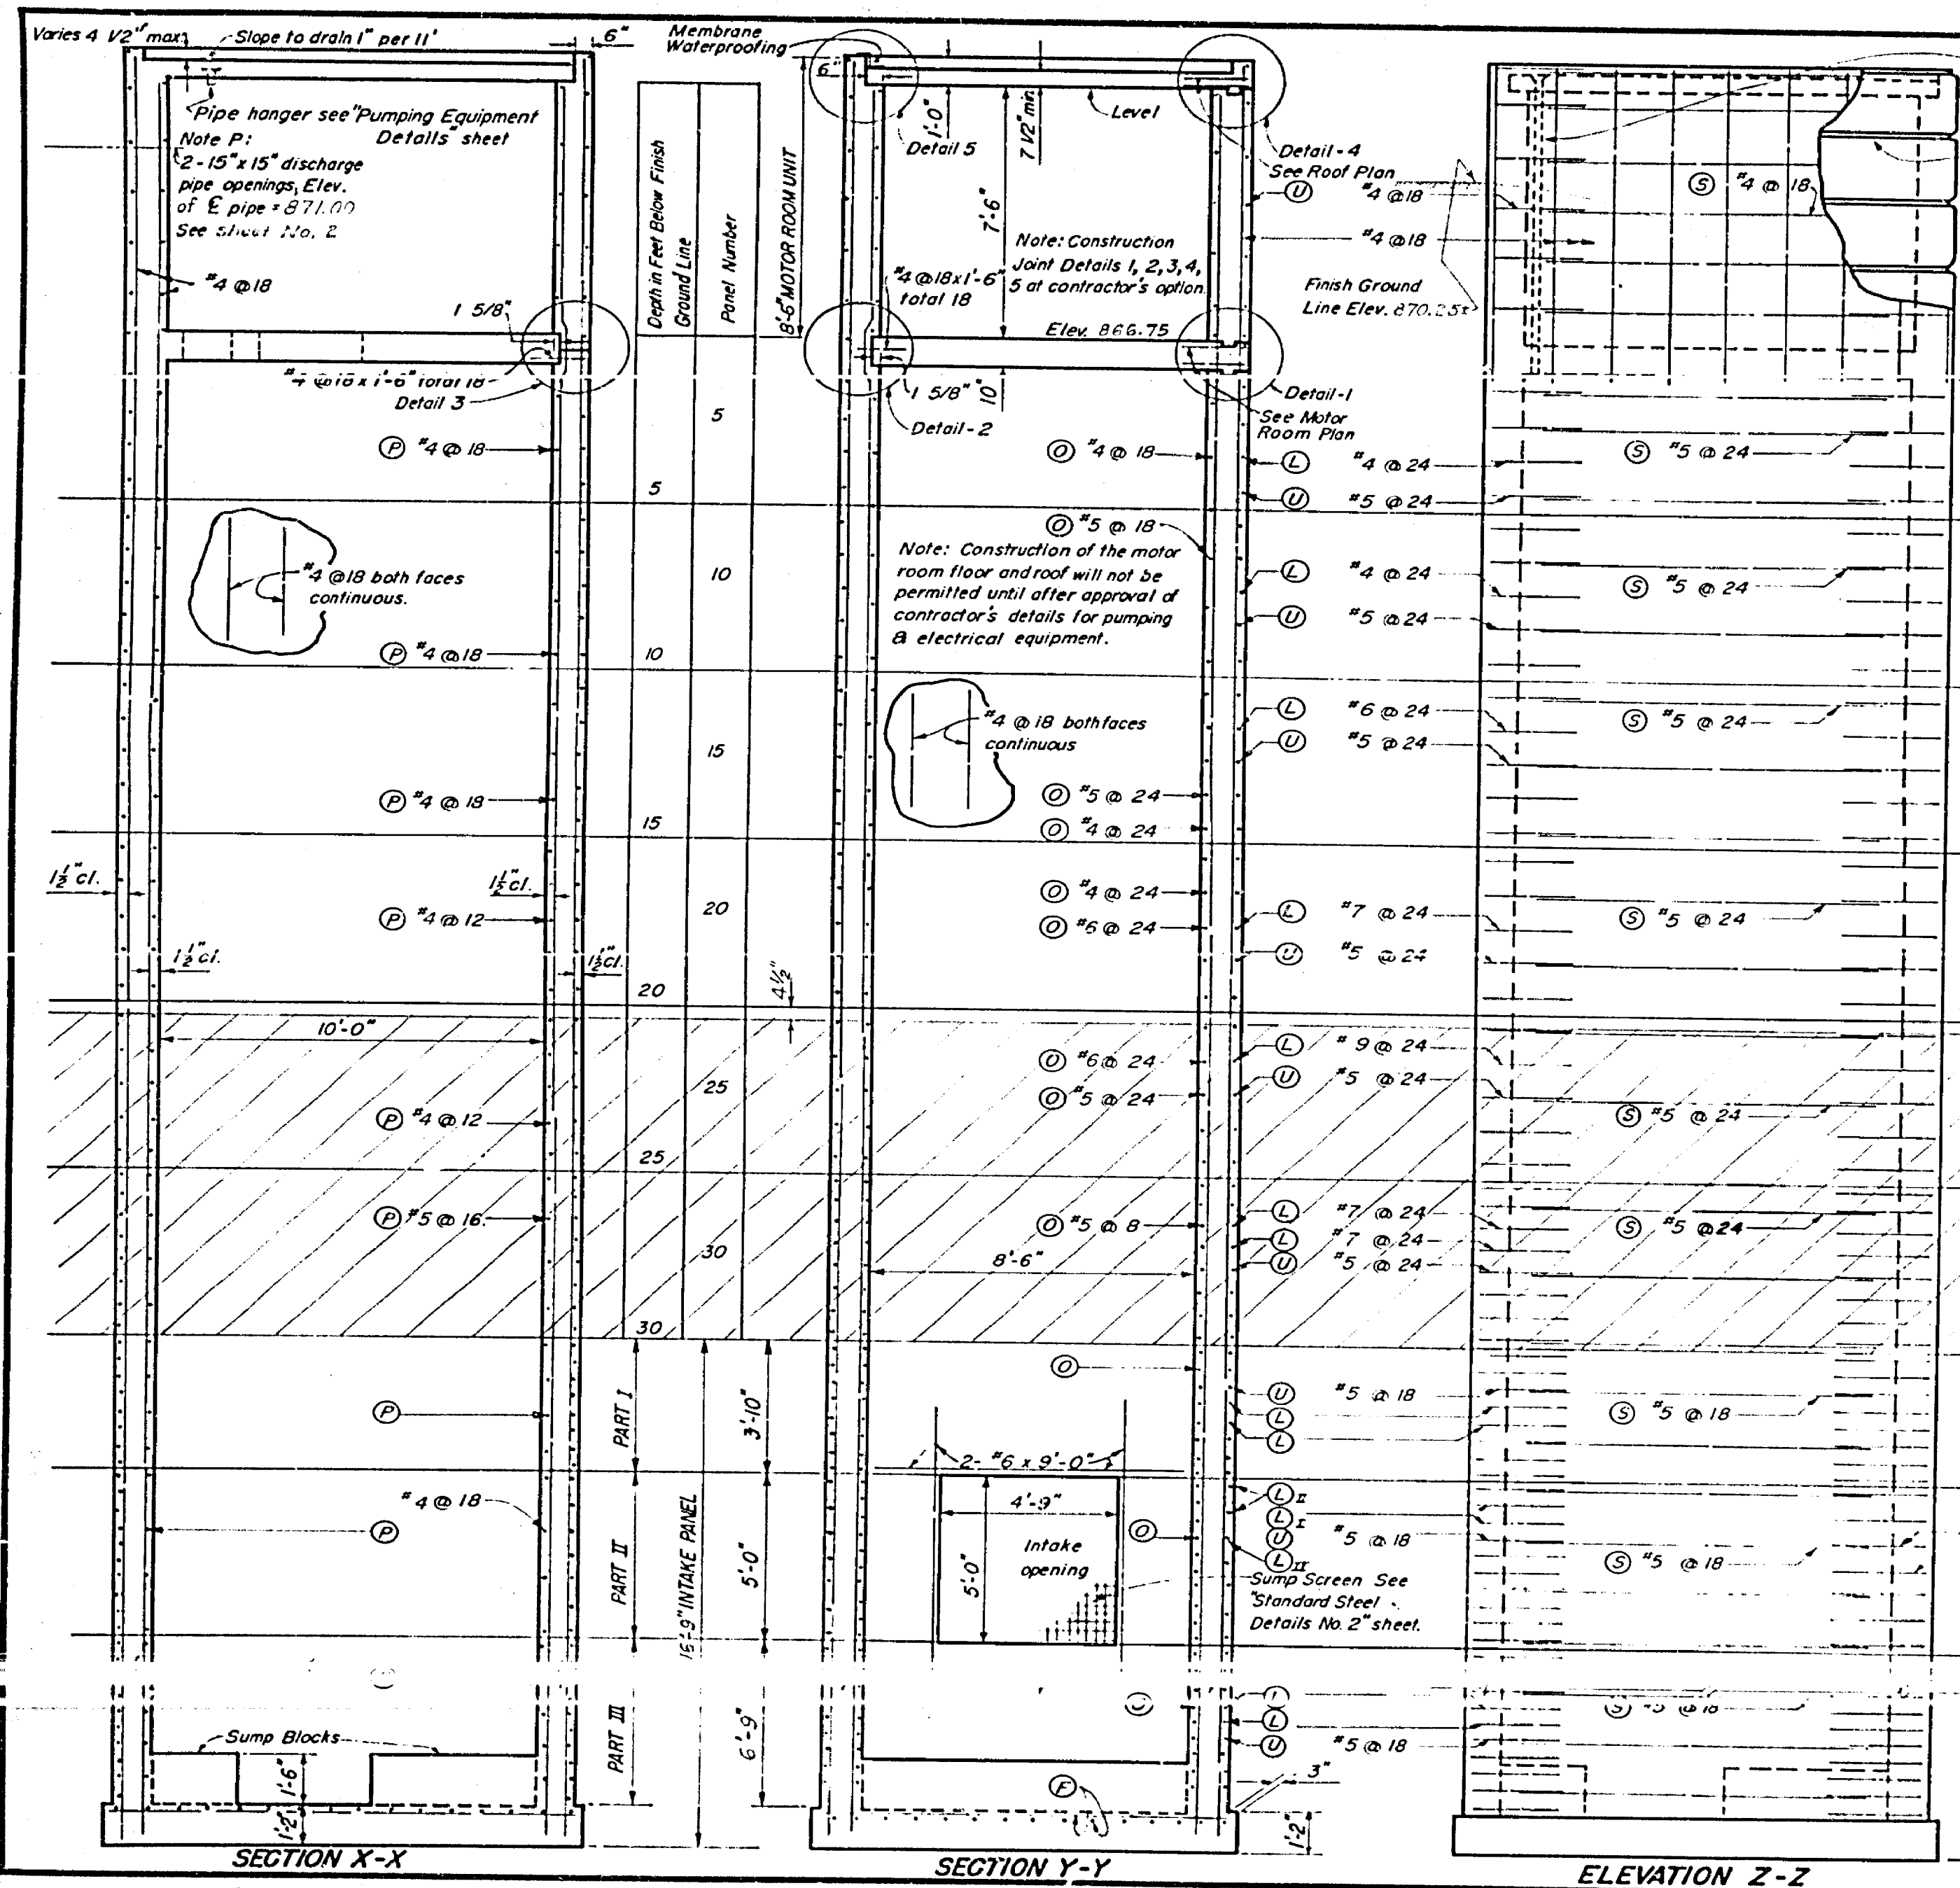 Varies 4 1/2" max.
Slope to drain 1" per 11'
6"
Pipe hanger see "Pumping Equipment
Details" sheet
Note P:
2-15" x 15" discharge
pipe openings, Elev.
of ℄ pipe = 871.00
See sheet No. 2
#4 @ 18
1 5/8"
#4 @ 18 x 1'-6" total 18
Detail 3
Ⓟ #4 @ 18
#4 @ 18 both faces
continuous.
Ⓟ #4 @ 18
Ⓟ #4 @ 18
1½" cl.
1½" cl.
Ⓟ #4 @ 12
1½" cl.
1½" cl.
10'-0"
Ⓟ #4 @ 12
Ⓟ #5 @ 16
Ⓟ
#4 @ 18
Ⓟ
Sump Blocks
1'-6"
1'-2"
SECTION X-X
Depth in Feet Below Finish
Ground Line
Panel Number
8'-6" MOTOR ROOM UNIT
5
5
10
10
15
15
20
20
4½"
25
25
30
30
PART I
3'-10"
PART II
5'-0"
15'-9" INTAKE PANEL
PART III
6'-9"
Membrane
Waterproofing
6"
1'-0"
7 1/2" min.
Level
Detail 5
Detail-4
See Roof Plan
7'-6"
Note: Construction
Joint Details 1, 2, 3, 4,
5 at contractor's option.
#4 @ 18 x 1'-6"
total 18
Elev. 866.75
1 5/8"
10"
Detail-2
Detail-1
See Motor
Room Plan
Ⓞ #4 @ 18
Ⓞ #5 @ 18
Note: Construction of the motor
room floor and roof will not be
permitted until after approval of
contractor's details for pumping
& electrical equipment.
#4 @ 18 both faces
continuous
Ⓞ #5 @ 24
Ⓞ #4 @ 24
Ⓞ #4 @ 24
Ⓞ #6 @ 24
Ⓞ #6 @ 24
Ⓞ #5 @ 24
Ⓞ #5 @ 8
8'-6"
Ⓞ
2- #6 x 9'-0"
4'-9"
5'-0"
Intake
opening
Ⓞ
Sump Screen See
"Standard Steel
Details No. 2" sheet.
Ⓕ
3"
1'-2"
SECTION Y-Y
Ⓤ #4 @ 18
#4 @ 18
Finish Ground
Line Elev. 870.25±
Ⓛ #4 @ 24
Ⓤ #5 @ 24
Ⓛ #4 @ 24
Ⓤ #5 @ 24
Ⓛ #6 @ 24
Ⓤ #5 @ 24
Ⓛ #7 @ 24
Ⓤ #5 @ 24
Ⓛ #9 @ 24
Ⓤ #5 @ 24
Ⓛ #7 @ 24
Ⓛ #7 @ 24
Ⓤ #5 @ 24
Ⓤ #5 @ 18
Ⓛ
Ⓛ
Ⓛ II
Ⓛ I
Ⓤ #5 @ 18
Ⓛ
Ⓛ
Ⓛ
Ⓤ #5 @ 18
Ⓢ #4 @ 18
Ⓢ #5 @ 24
Ⓢ #5 @ 24
Ⓢ #5 @ 24
Ⓢ #5 @ 24
Ⓢ #5 @ 24
Ⓢ #5 @ 24
Ⓢ #5 @ 18
Ⓢ #5 @ 18
Ⓢ #5 @ 18
ELEVATION Z-Z